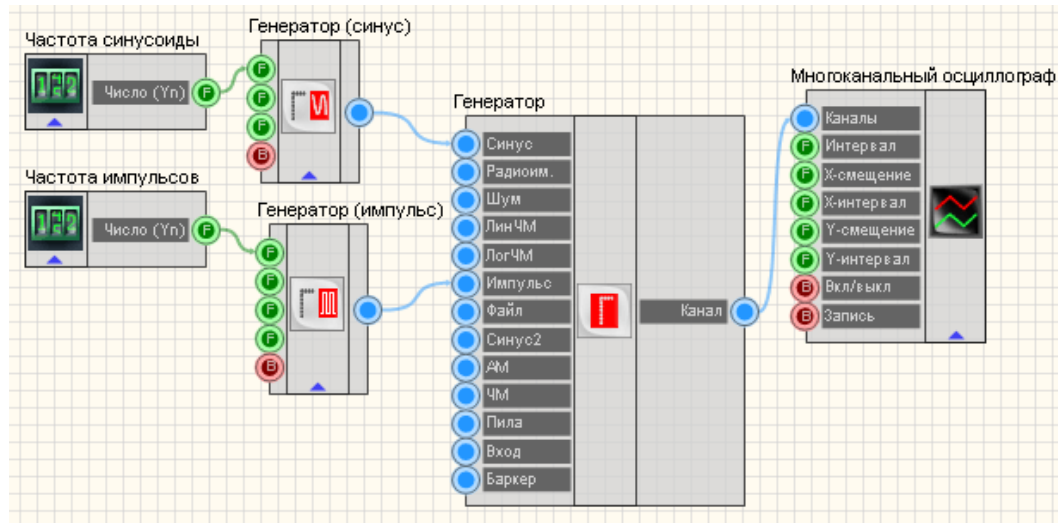 Частота синусоиды
Число (Yn)
F
Генератор (синус)
F
F
F
B
Частота импульсов
Число (Yn)
F
Генератор (импульс)
F
F
F
F
B
Генератор
Синус
Радиоим.
Шум
ЛинЧМ
ЛогЧМ
Импульс
Файл
Синус2
АМ
ЧМ
Пила
Вход
Баркер
Канал
Многоканальный осциллограф
Каналы
F Интервал
F X-смещение
F X-интервал
F Y-смещение
F Y-интервал
B Вкл/выкл
B Запись